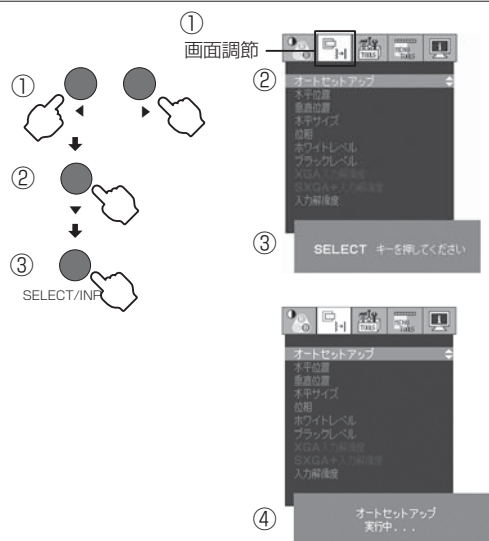 ①
画面調節
①
②
オートセットアップ
水平位置
垂直位置
水平サイズ
位相
ホワイトレベル
ブラックレベル
XGA入力解像度
SXGA+入力解像度
入力解像度
②
③
SELECT/INP
③
SELECT キーを押してください
MENU
TOOLS
TOOLS
オートセットアップ
水平位置
垂直位置
水平サイズ
位相
ホワイトレベル
ブラックレベル
XGA入力解像度
SXGA+入力解像度
入力解像度
④
オートセットアップ
実行中...